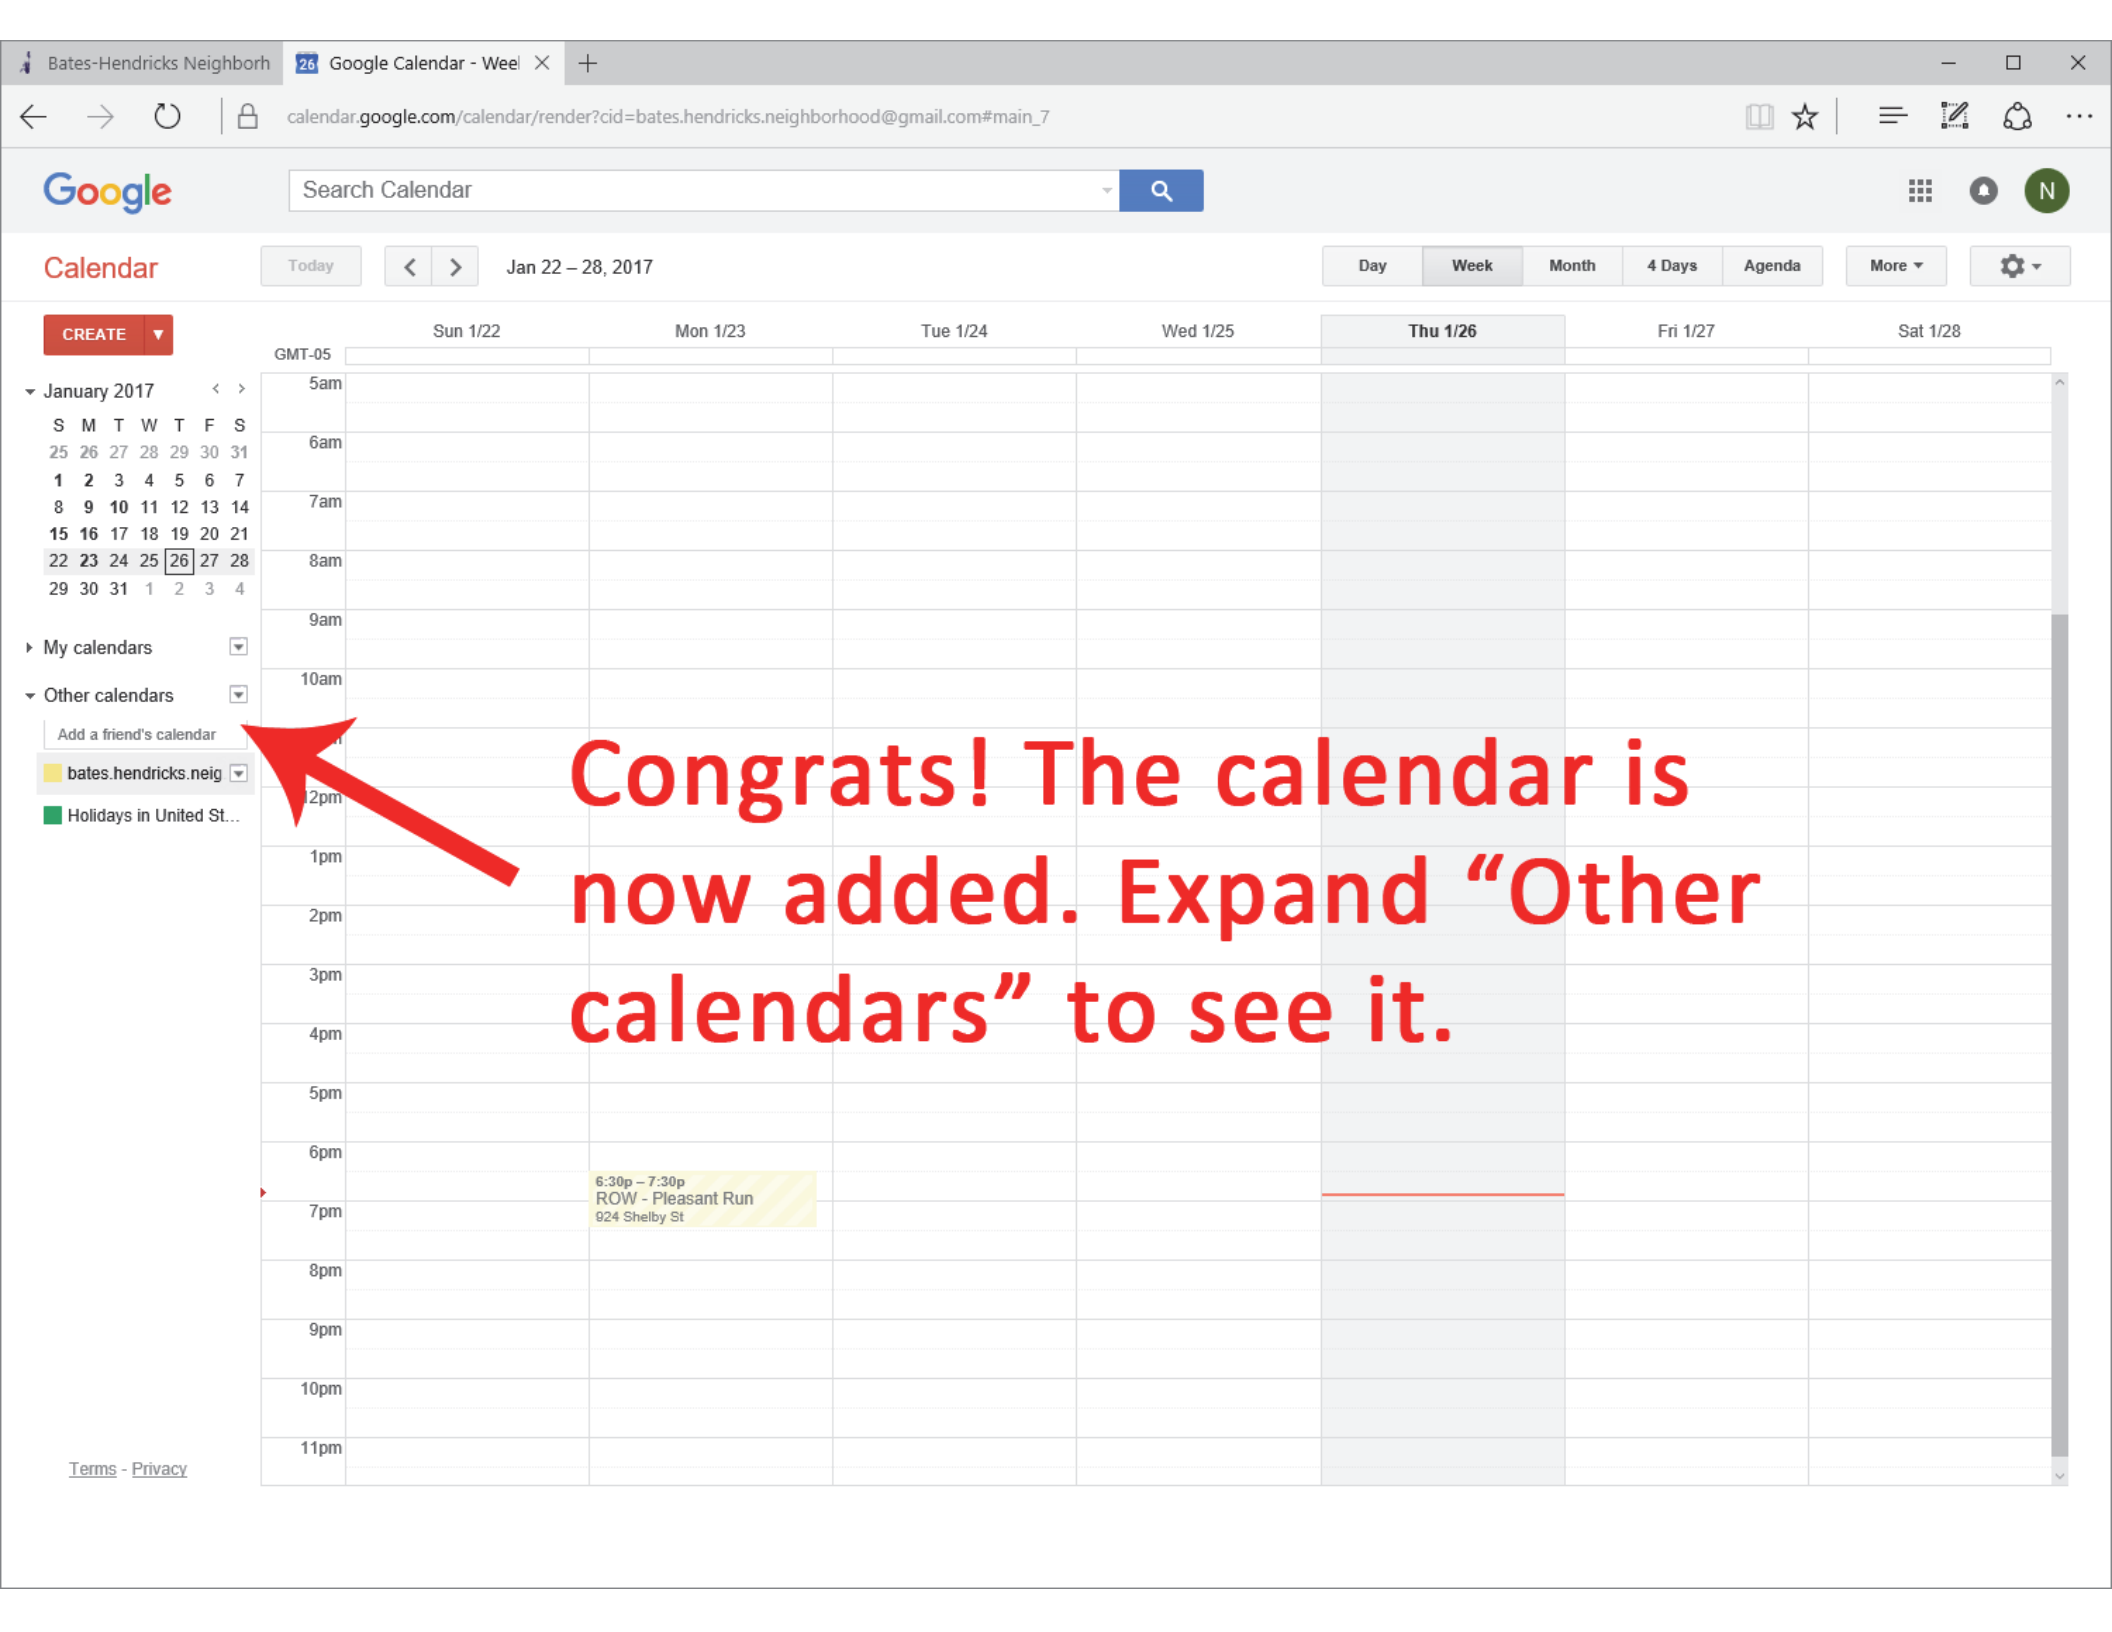 Bates-Hendricks Neighborh
26 Google Calendar - Weel
calendar.google.com/calendar/render?cid=bates.hendricks.neighborhood@gmail.com#main_7
Google
Search Calendar
N
Calendar
Today
Jan 22 – 28, 2017
Day Week Month 4 Days Agenda
More
CREATE
GMT-05
Sun 1/22 Mon 1/23 Tue 1/24 Wed 1/25 Thu 1/26 Fri 1/27 Sat 1/28
January 2017
S M T W T F S
25 26 27 28 29 30 31
1 2 3 4 5 6 7
8 9 10 11 12 13 14
15 16 17 18 19 20 21
22 23 24 25 26 27 28
29 30 31 1 2 3 4
My calendars
Other calendars
Add a friend's calendar
bates.hendricks.neig
Holidays in United St...
Terms - Privacy
5am
6am
7am
8am
9am
10am
2pm
1pm
2pm
3pm
4pm
5pm
6pm
7pm
8pm
9pm
10pm
11pm
Congrats! The calendar is
now added. Expand “Other
calendars” to see it.
6:30p – 7:30p
ROW - Pleasant Run
924 Shelby St